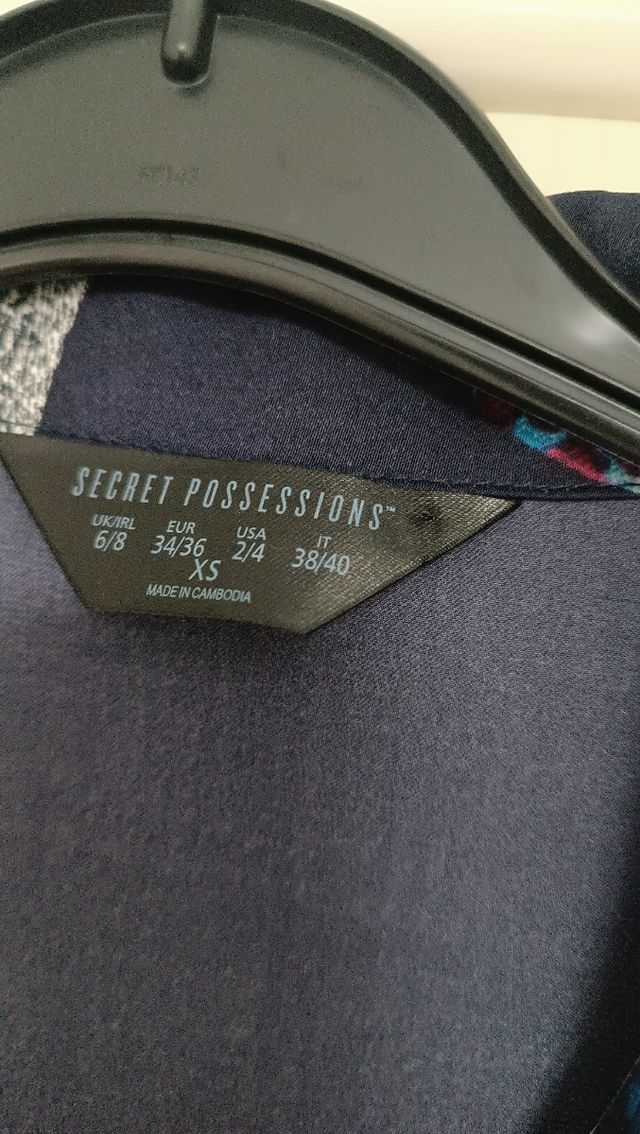 SECRET POSSESSIONS™
UK/IRL EUR USA IT
6/8 34/36 2/4 38/40
XS
MADE IN CAMBODIA